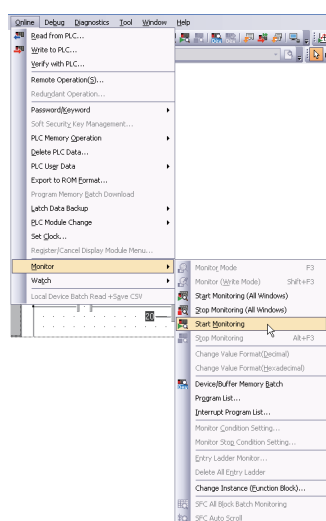 Online Debug Diagnostics Tool Window Help
Read from PLC...
Write to PLC...
Verify with PLC...
Remote Operation(S)...
Redundant Operation...
Password/Keyword
Soft Security Key Management...
PLC Memory Operation
Delete PLC Data...
PLC User Data
Export to ROM Format...
Program Memory Batch Download
Latch Data Backup
PLC Module Change
Set Clock...
Register/Cancel Display Module Menu...
Monitor
Watch
Local Device Batch Read +Save CSV
20
Monitor Mode F3
Monitor (Write Mode) Shift+F3
Start Monitoring (All Windows)
Stop Monitoring (All Windows)
Start Monitoring
Stop Monitoring Alt+F3
Change Value Format(Decimal)
Change Value Format(Hexadecimal)
Device/Buffer Memory Batch
Program List...
Interrupt Program List...
Monitor Condition Setting...
Monitor Stop Condition Setting...
Entry Ladder Monitor...
Delete All Entry Ladder
Change Instance (Function Block)...
SFC All Block Batch Monitoring
SFC Auto Scroll